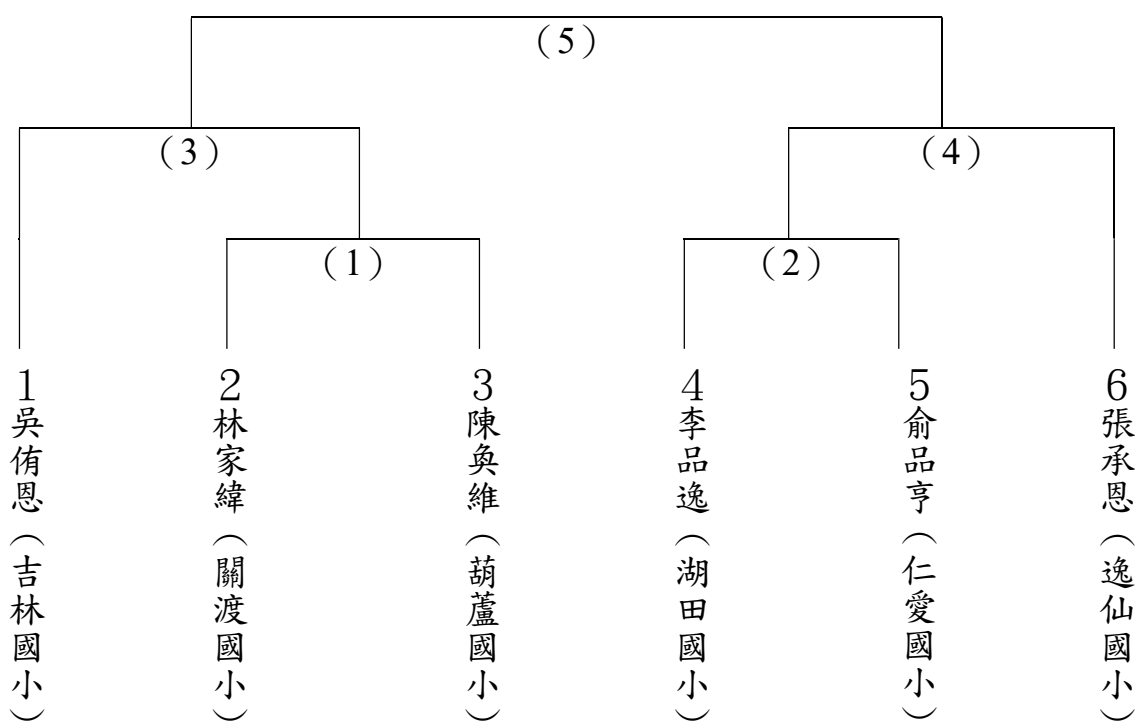 （5）
（3）
（4）
（1）
（2）
1吳侑恩（吉林國小）
2林家緯（關渡國小）
3陳奐維（葫蘆國小）
4李品逸（湖田國小）
5俞品亨（仁愛國小）
6張承恩（逸仙國小）